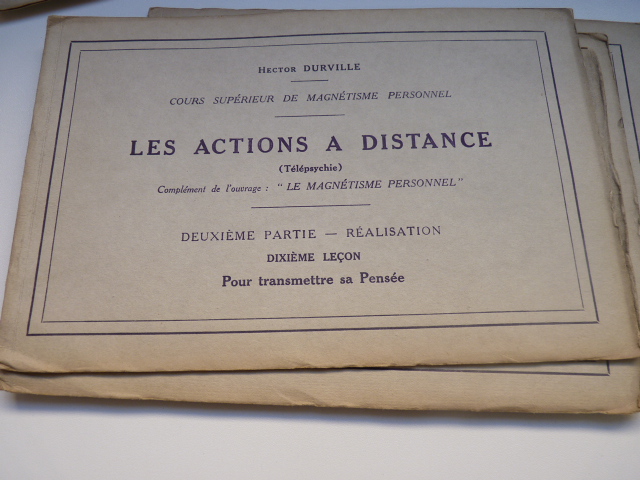 Hector DURVILLE
COURS SUPÉRIEUR DE MAGNÉTISME PERSONNEL
LES ACTIONS A DISTANCE
(Télépsychie)
Complément de l'ouvrage : " LE MAGNÉTISME PERSONNEL"
DEUXIÈME PARTIE — RÉALISATION
DIXIÈME LEÇON
Pour transmettre sa Pensée